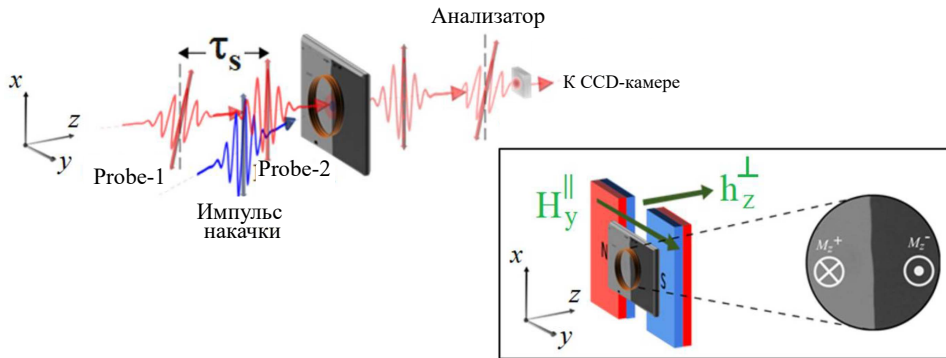 Анализатор
τs
x
z
y
К CCD-камере
Probe-1
Probe-2
Импульс
накачки
H y ||
h z ⊥
N
S
x
z
y
Mz+
Mz-